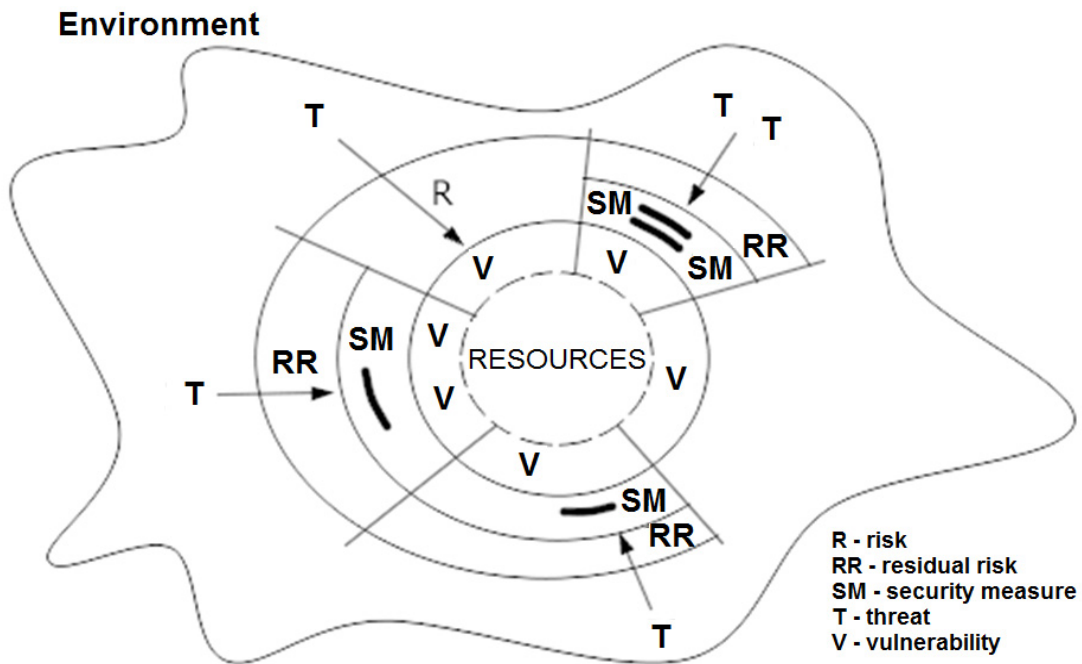 Environment
T
T
T
R
SM
V
V
SM
RR
SM
V
RR
RESOURCES
V
T
V
V
SM
RR
T
R - risk
RR - residual risk
SM - security measure
T - threat
V - vulnerability